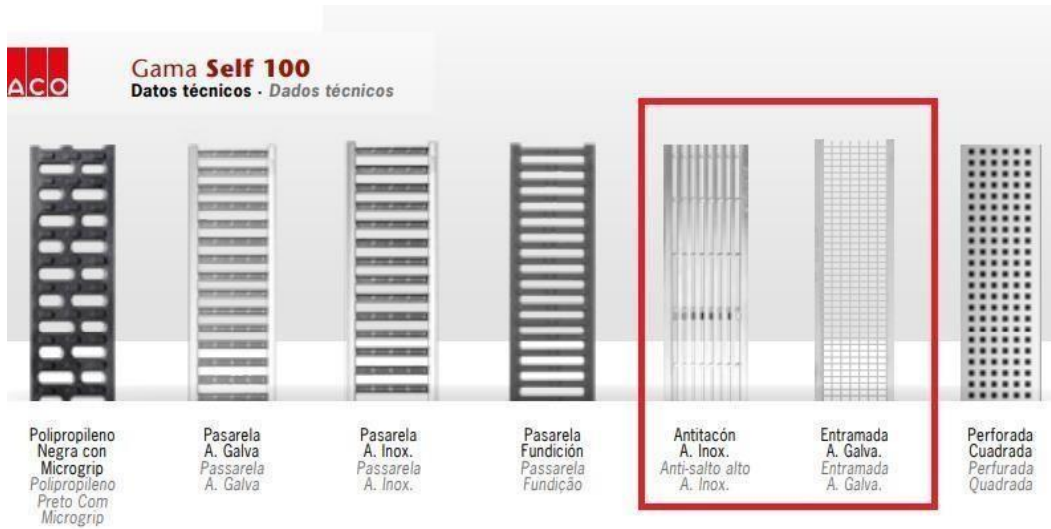 ACO
Gama Self 100
Datos técnicos · Dados técnicos
Polipropileno
Negra con
Microgrip
Polipropileno
Preto Com
Microgrip
Pasarela
A. Galva
Passarela
A. Galva
Pasarela
A. Inox.
Passarela
A. Inox.
Pasarela
Fundición
Passarela
Fundição
Antitacón
A. Inox.
Anti-salto alto
A. Inox.
Entramada
A. Galva.
Entramada
A. Galva.
Perforada
Cuadrada
Perfurada
Quadrada